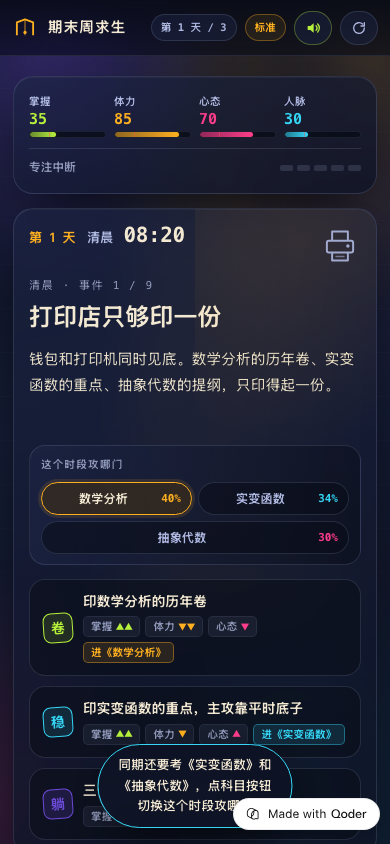 期末周求生
第 1 天 / 3
标准
掌握
体力
心态
人脉
35
85
70
30
专注中断
第 1 天 清晨 08:20
清晨 · 事件 1 / 9
打印店只够印一份
钱包和打印机同时见底。数学分析的历年卷、实变
函数的重点、抽象代数的提纲，只印得起一份。
这个时段攻哪门
数学分析 40%
实变函数 34%
抽象代数 30%
卷
印数学分析的历年卷
掌握 ▲▲ 体力 ▼▼ 心态 ▼
进《数学分析》
稳
印实变函数的重点，主攻靠平时底子
掌握 ▲▲ 体力 ▼ 心态 ▲ 进《实变函数》
躺
三
掌
同期还要考《实变函数》和
《抽象代数》，点科目按钮
切换这个时段攻哪
Made with Qoder